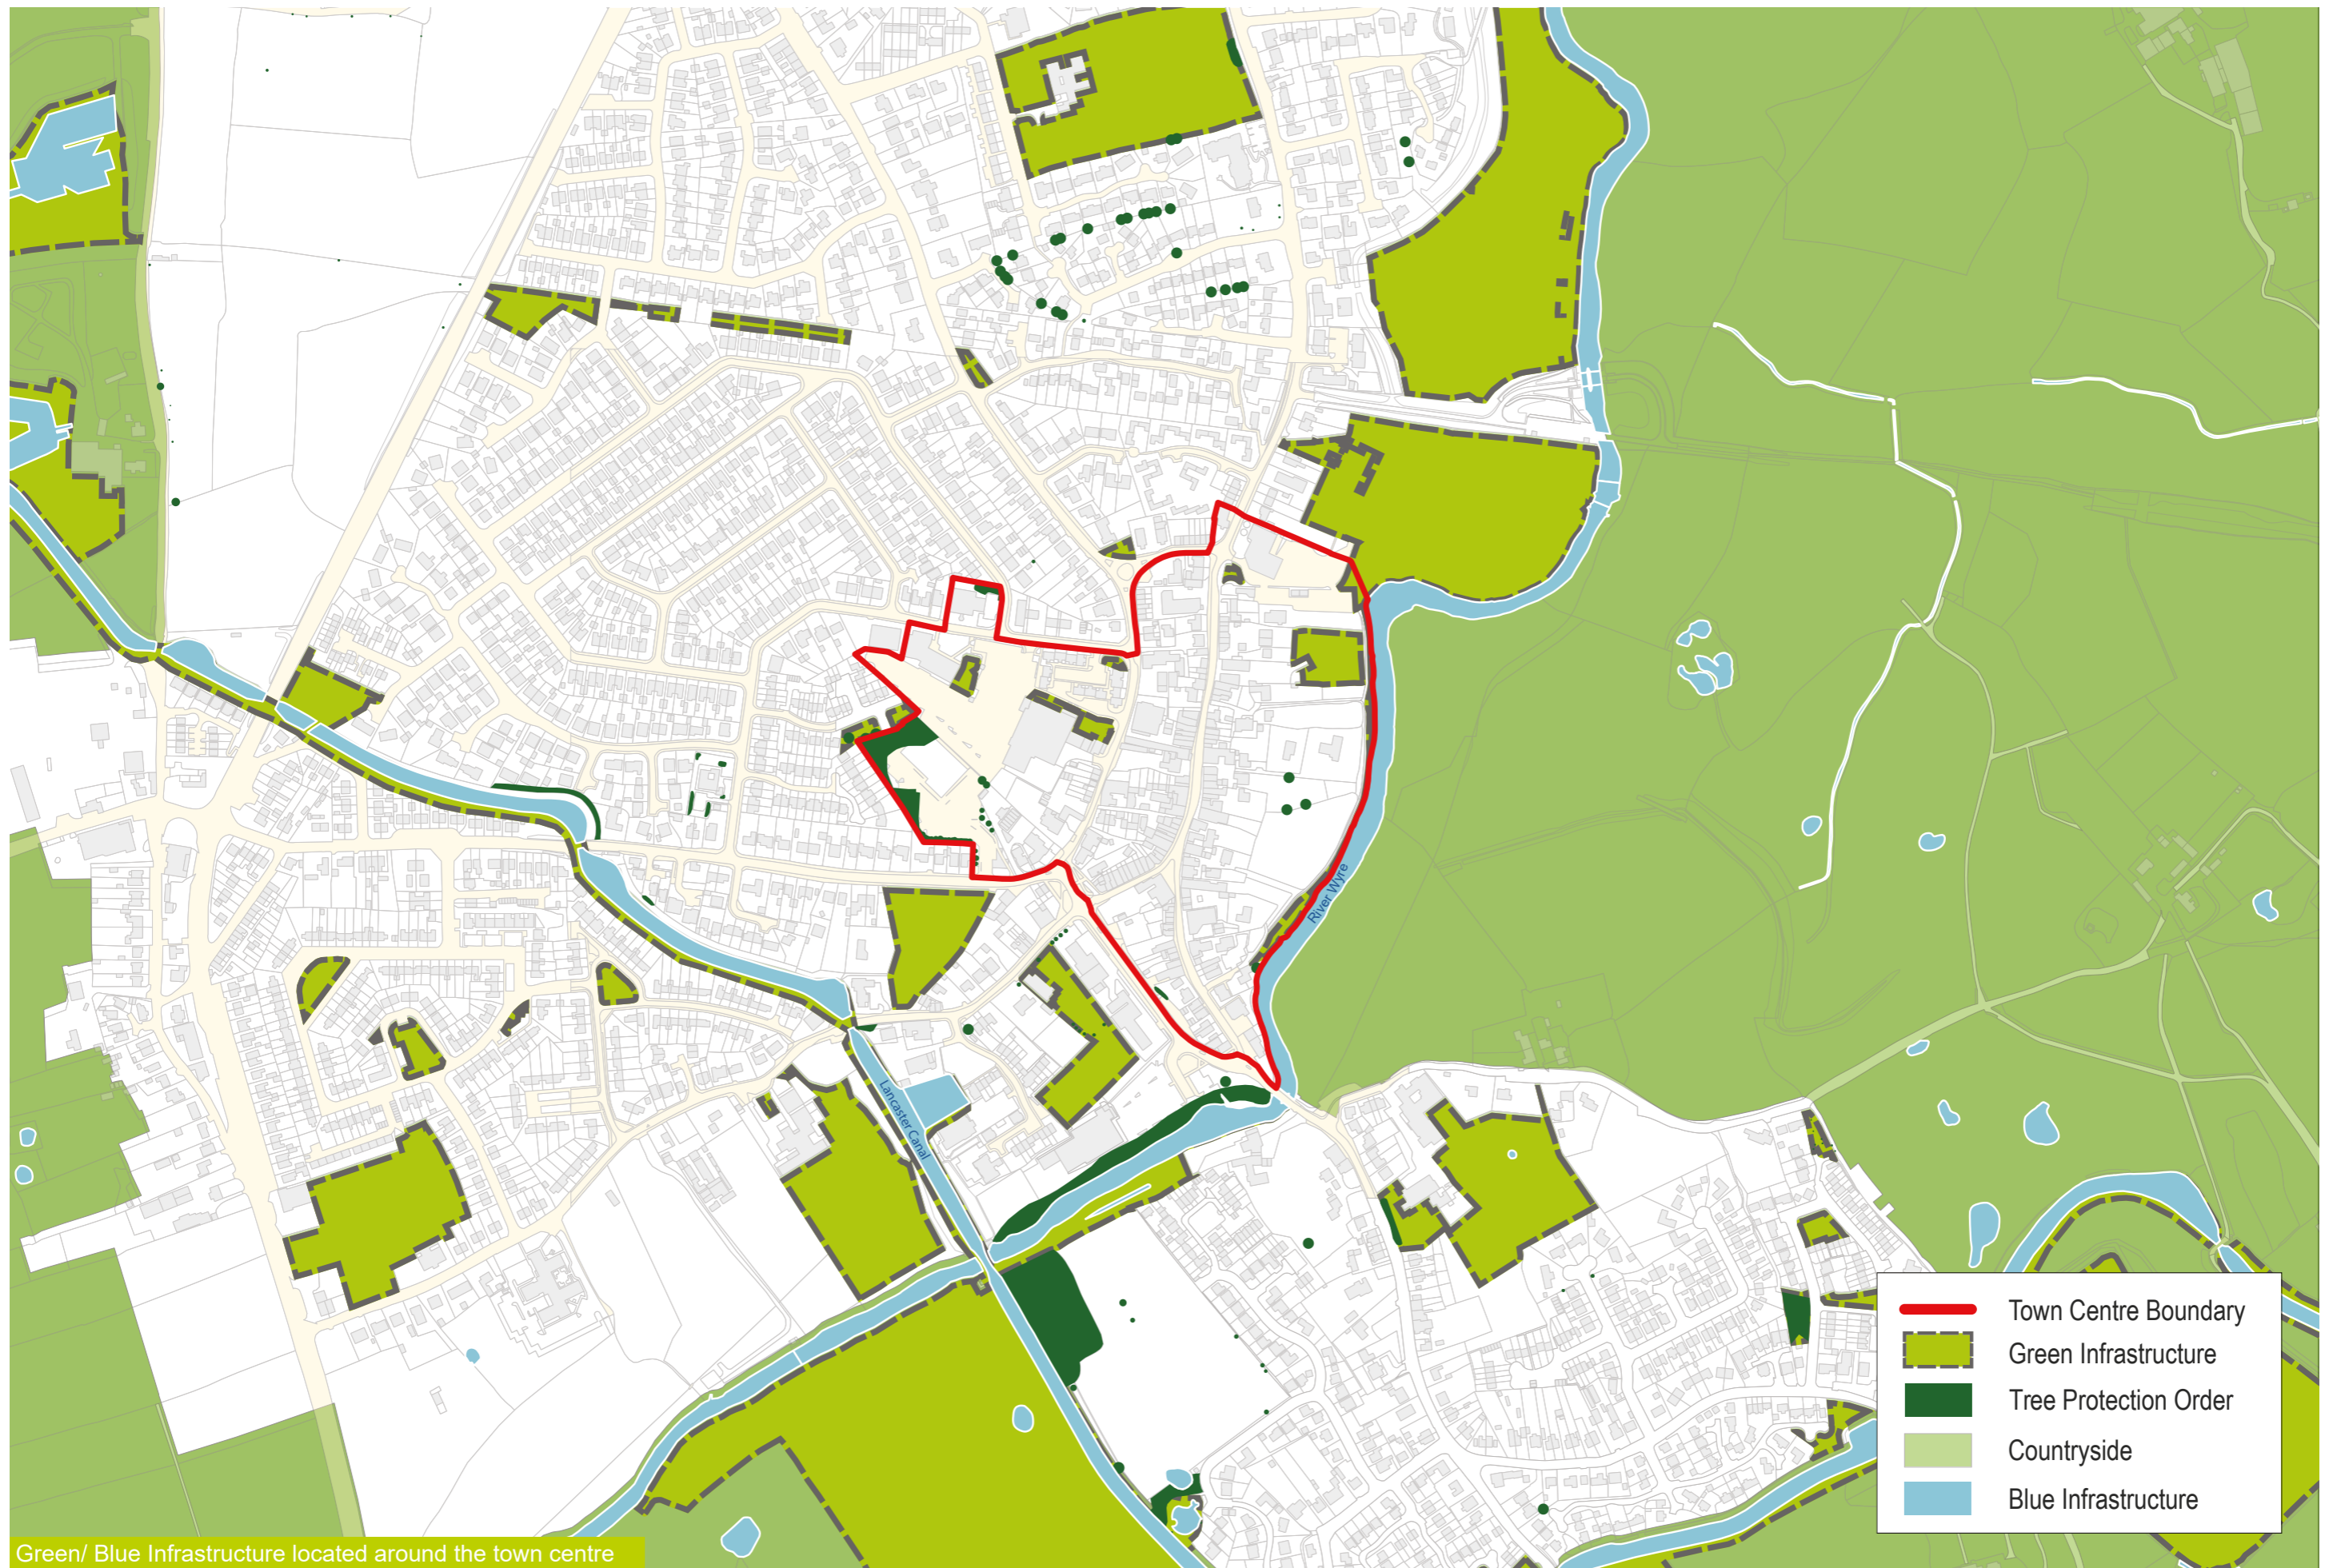 River Wyre
Lancaster Canal
Town Centre Boundary
Green Infrastructure
Tree Protection Order
Countryside
Blue Infrastructure
Green/ Blue Infrastructure located around the town centre